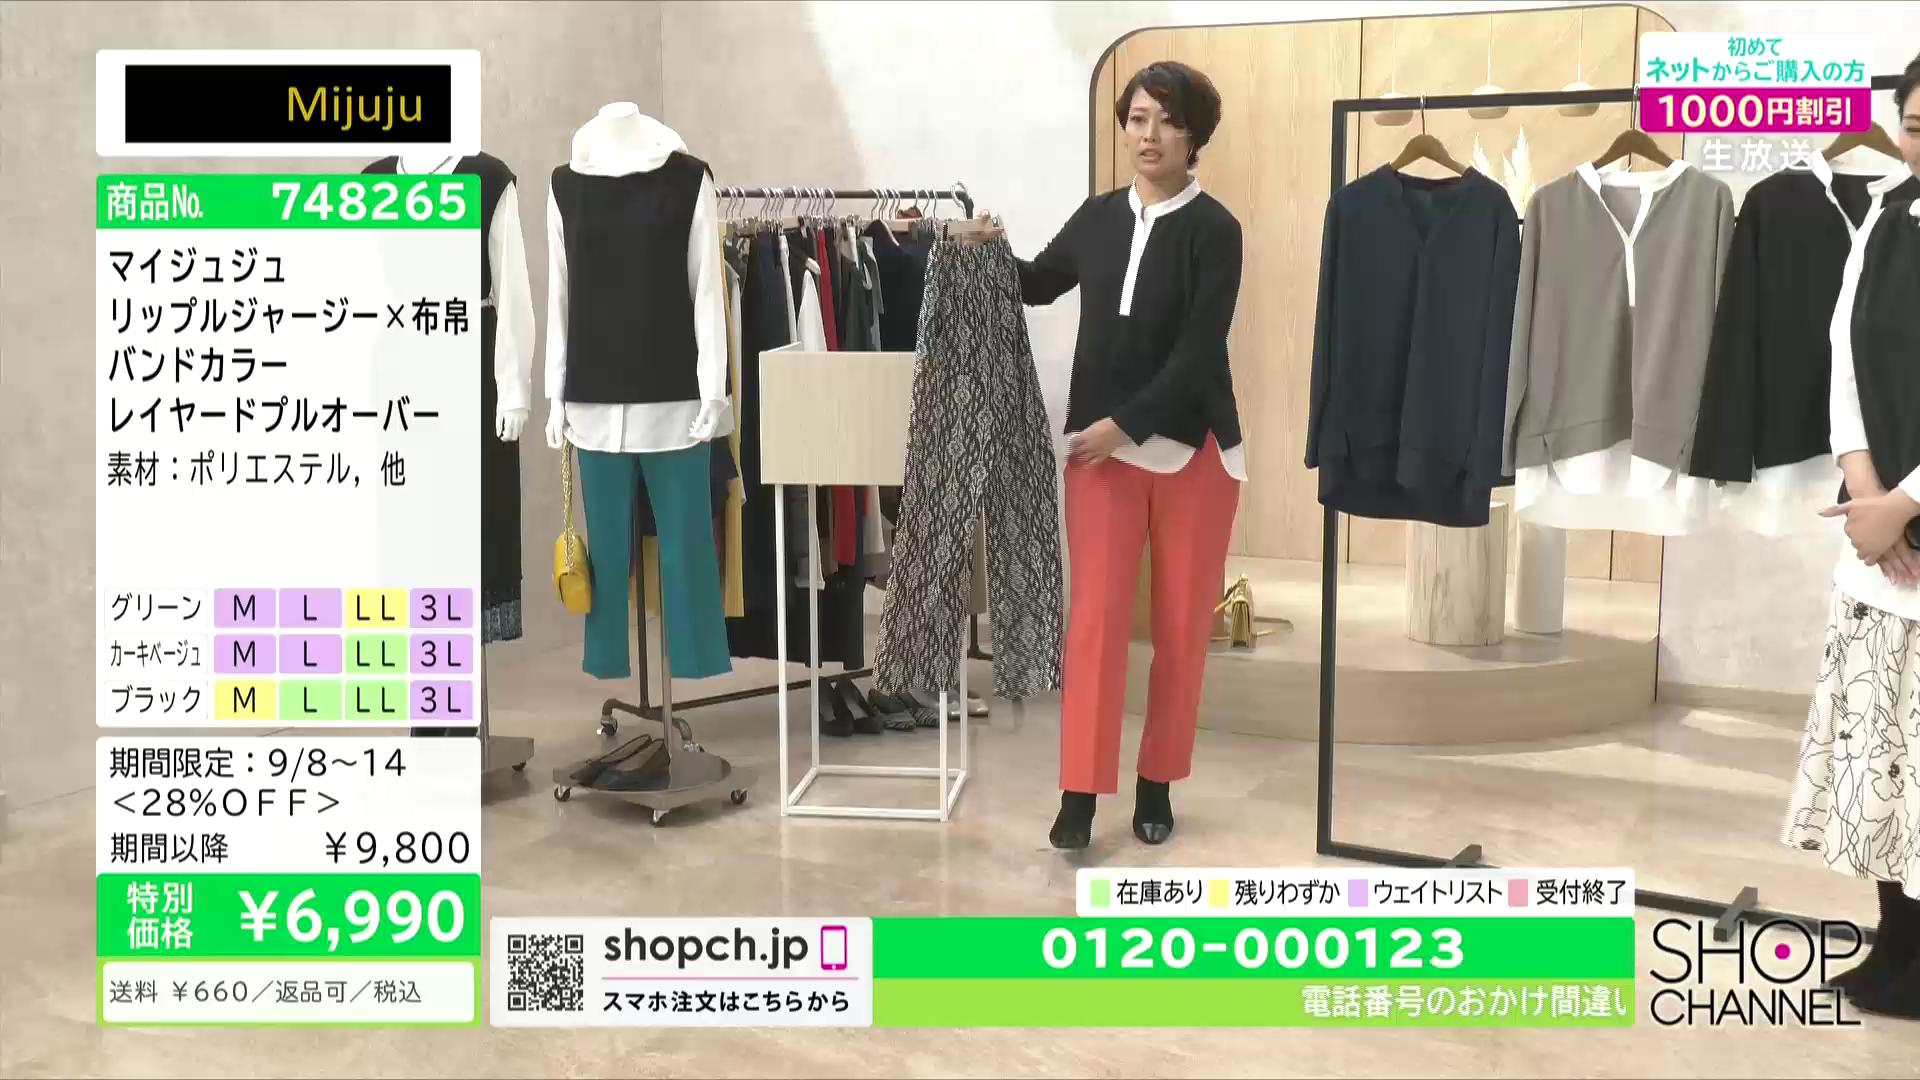 Mijuju
商品No. 748265
マイジュジュ
リップルジャージー×布帛
バンドカラー
レイヤードプルオーバー
素材：ポリエステル，他
グリーン M L LL 3L
カーキベージュ M L LL 3L
ブラック M L LL 3L
期間限定：9/8〜14
＜28%OFF＞
期間以降 ￥9,800
特別価格 ￥6,990
送料 ￥660／返品可／税込
初めて
ネットからご購入の方
1000円割引
生放送
在庫あり 残りわずか ウェイトリスト 受付終了
shopch.jp
スマホ注文はこちらから
0120-000123
電話番号のおかけ間違い
SHOP
CHANNEL